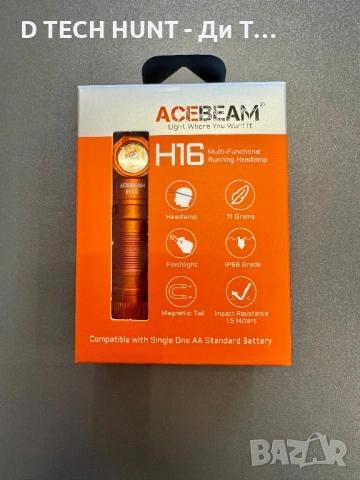 D TECH HUNT - Ди Т...
ACEBEAM®
Light Where You Want It
H16 Multi-Functional Running Headlamp
ACEBEAM
H16
Headlamp
71 Grams
Flashlight
IP68 Grade
Magnetic Tail
Impact Resistance
1.5 Meters
Compatible with Single One AA Standard Battery
BAZAR